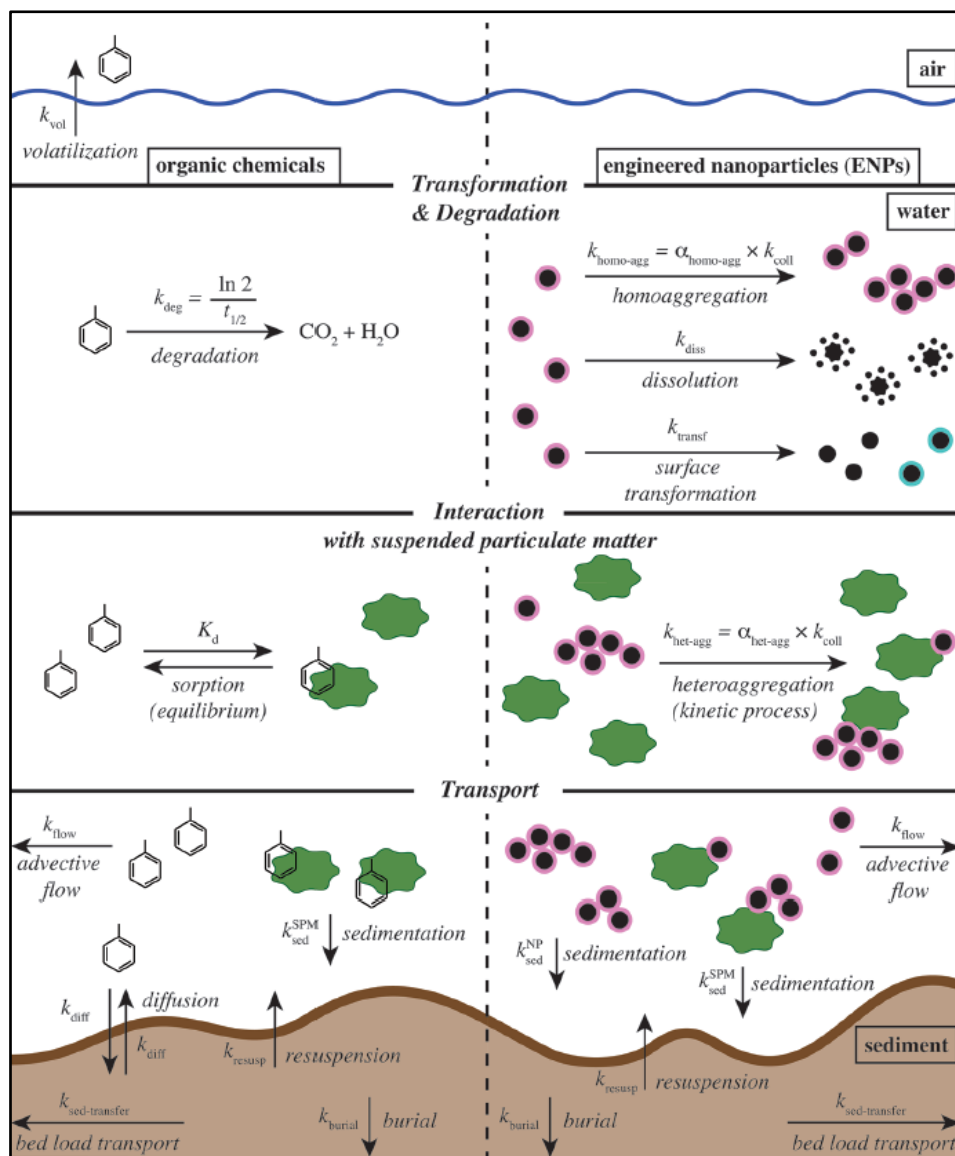 air
k_vol
volatilization
organic chemicals
engineered nanoparticles (ENPs)
Transformation
& Degradation
water
k_deg = ln 2 / t_1/2
degradation
CO₂ + H₂O
k_homo-agg = α_homo-agg × k_coll
homoaggregation
k_diss
dissolution
k_transf
surface
transformation
Interaction
with suspended particulate matter
K_d
sorption
(equilibrium)
k_het-agg = α_het-agg × k_coll
heteroaggregation
(kinetic process)
Transport
k_flow
advective
flow
k_sed^SPM sedimentation
k_diff
diffusion
k_diff
k_resusp resuspension
k_sed-transfer
bed load transport
k_burial burial
k_flow
advective
flow
k_sed^NP sedimentation
k_sed^SPM sedimentation
sediment
k_resusp resuspension
k_burial burial
k_sed-transfer
bed load transport